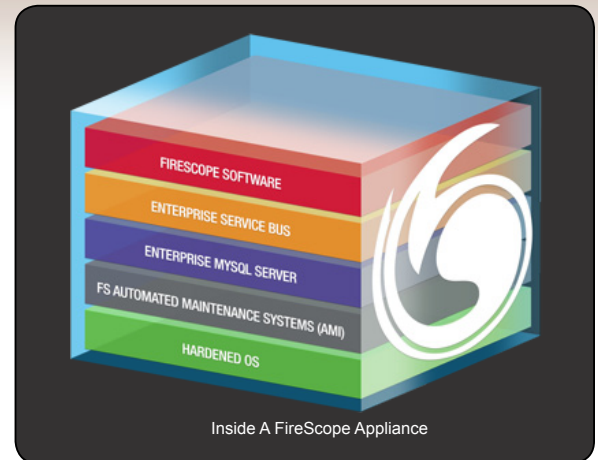 FIRESCOPE SOFTWARE
ENTERPRISE SERVICE BUS
ENTERPRISE MYSQL SERVER
FS AUTOMATED MAINTENANCE SYSTEMS (AMI)
HARDENED OS
Inside A FireScope Appliance